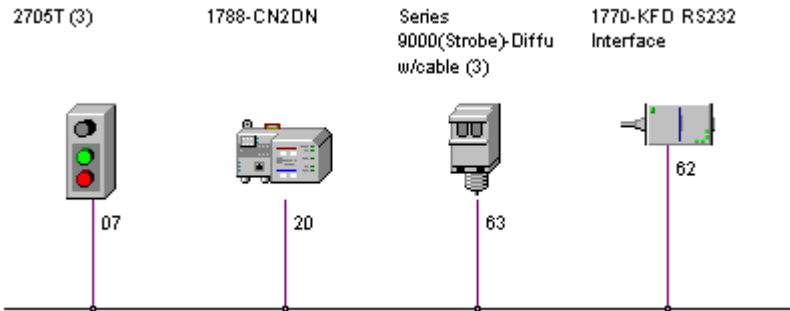 2705T (3)
1788-CN2DN
Series
9000(Strobe)-Diffu
w/cable (3)
1770-KFD RS232
Interface
07
20
63
62